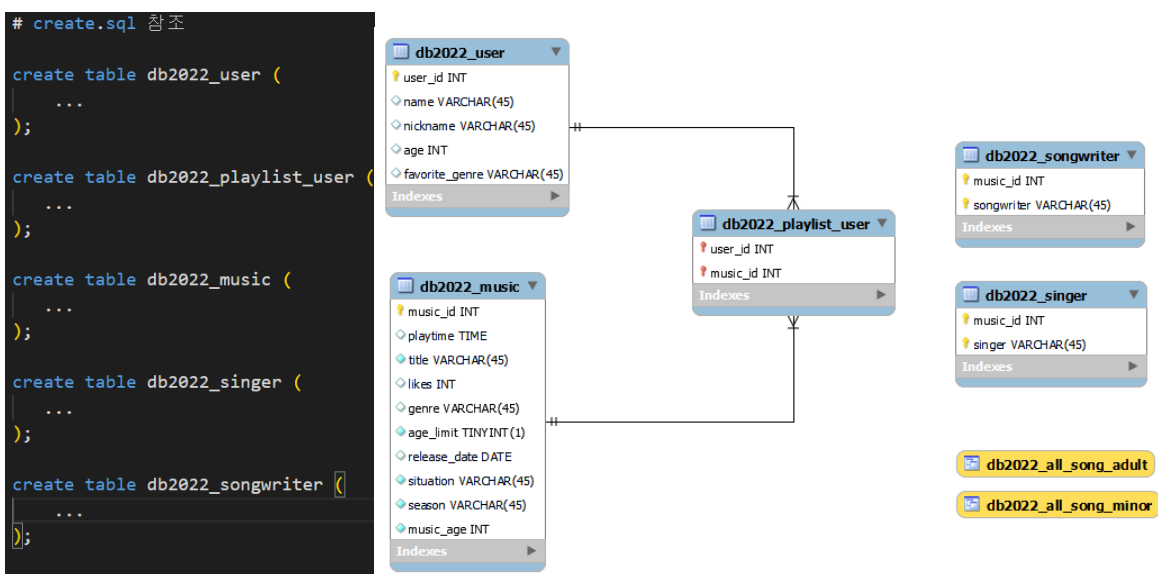 # create.sql 참조
create table db2022_user (
...
);
create table db2022_playlist_user (
...
);
create table db2022_music (
...
);
create table db2022_singer (
...
);
create table db2022_songwriter (
...
);
db2022_user
user_id INT
name VARCHAR(45)
nickname VARCHAR(45)
age INT
favorite_genre VARCHAR(45)
Indexes
db2022_music
music_id INT
playtime TIME
title VARCHAR(45)
likes INT
genre VARCHAR(45)
age_limit TINYINT(1)
release_date DATE
situation VARCHAR(45)
season VARCHAR(45)
music_age INT
Indexes
db2022_playlist_user
user_id INT
music_id INT
Indexes
db2022_songwriter
music_id INT
songwriter VARCHAR(45)
Indexes
db2022_singer
music_id INT
singer VARCHAR(45)
Indexes
db2022_all_song_adult
db2022_all_song_minor